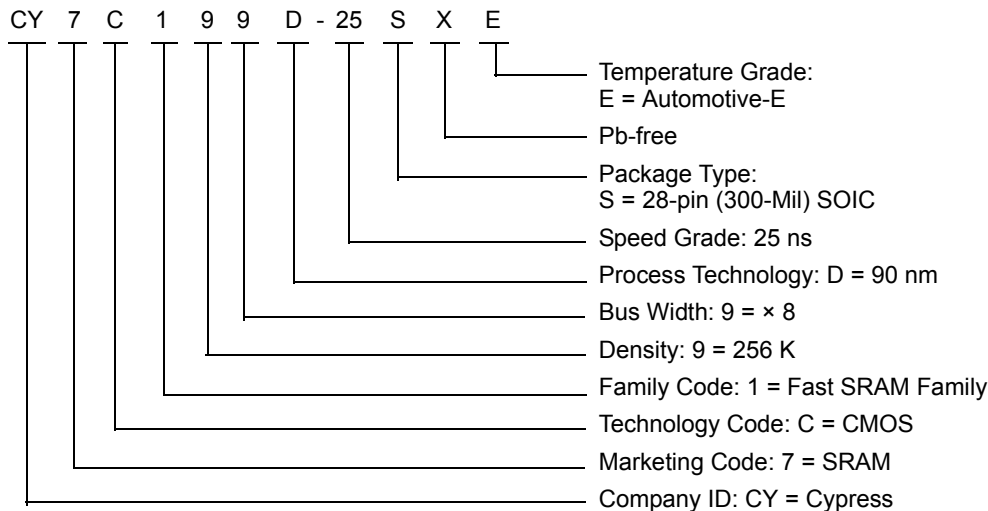 CY 7 C 1 9 9 D - 25 S X E
Temperature Grade:
E = Automotive-E
Pb-free
Package Type:
S = 28-pin (300-Mil) SOIC
Speed Grade: 25 ns
Process Technology: D = 90 nm
Bus Width: 9 = × 8
Density: 9 = 256 K
Family Code: 1 = Fast SRAM Family
Technology Code: C = CMOS
Marketing Code: 7 = SRAM
Company ID: CY = Cypress